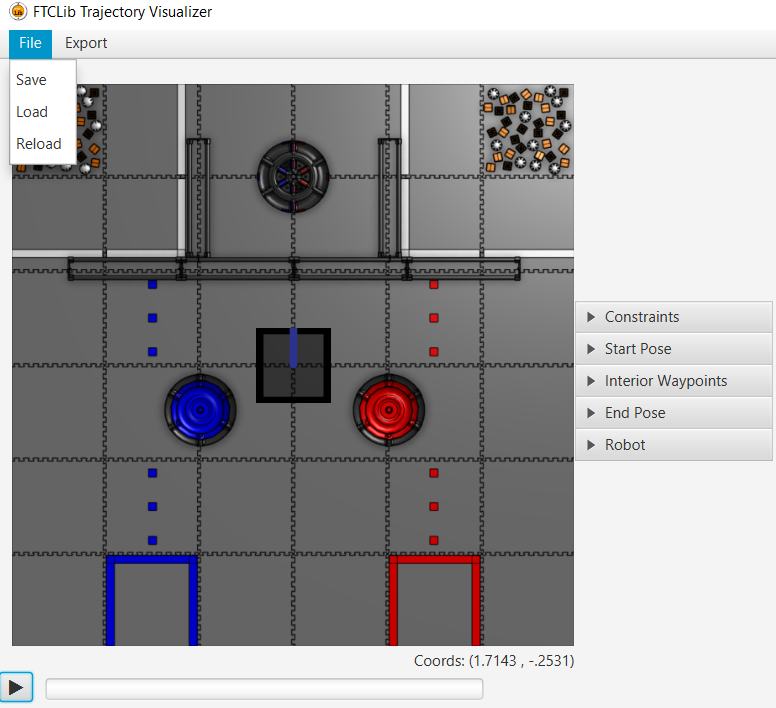 FTCLib Trajectory Visualizer
File Export
Save
Load
Reload
Constraints
Start Pose
Interior Waypoints
End Pose
Robot
Coords: (1.7143 , -.2531)